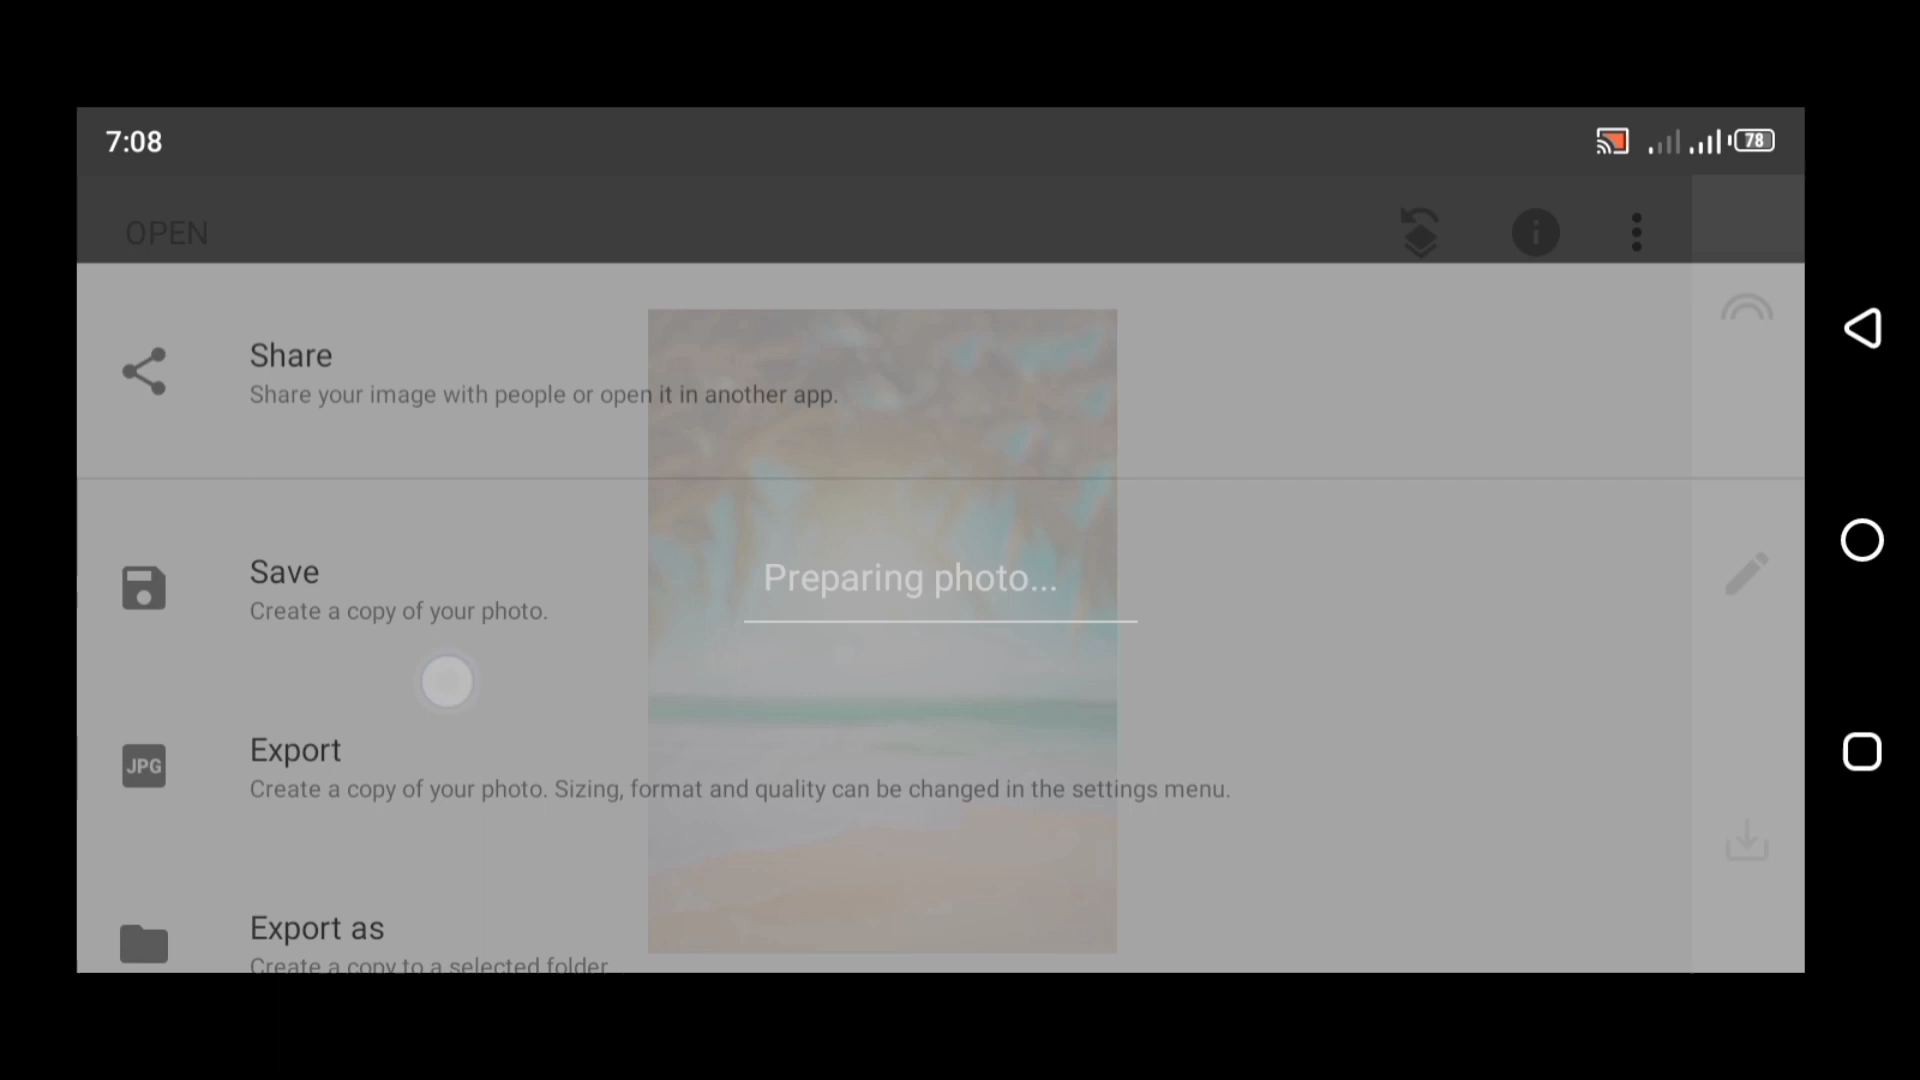 7:08
78
OPEN
Share
Share your image with people or open it in another app.
Save
Create a copy of your photo.
Preparing photo...
JPG
Export
Create a copy of your photo. Sizing, format and quality can be changed in the settings menu.
Export as
Create a copy to a selected folder